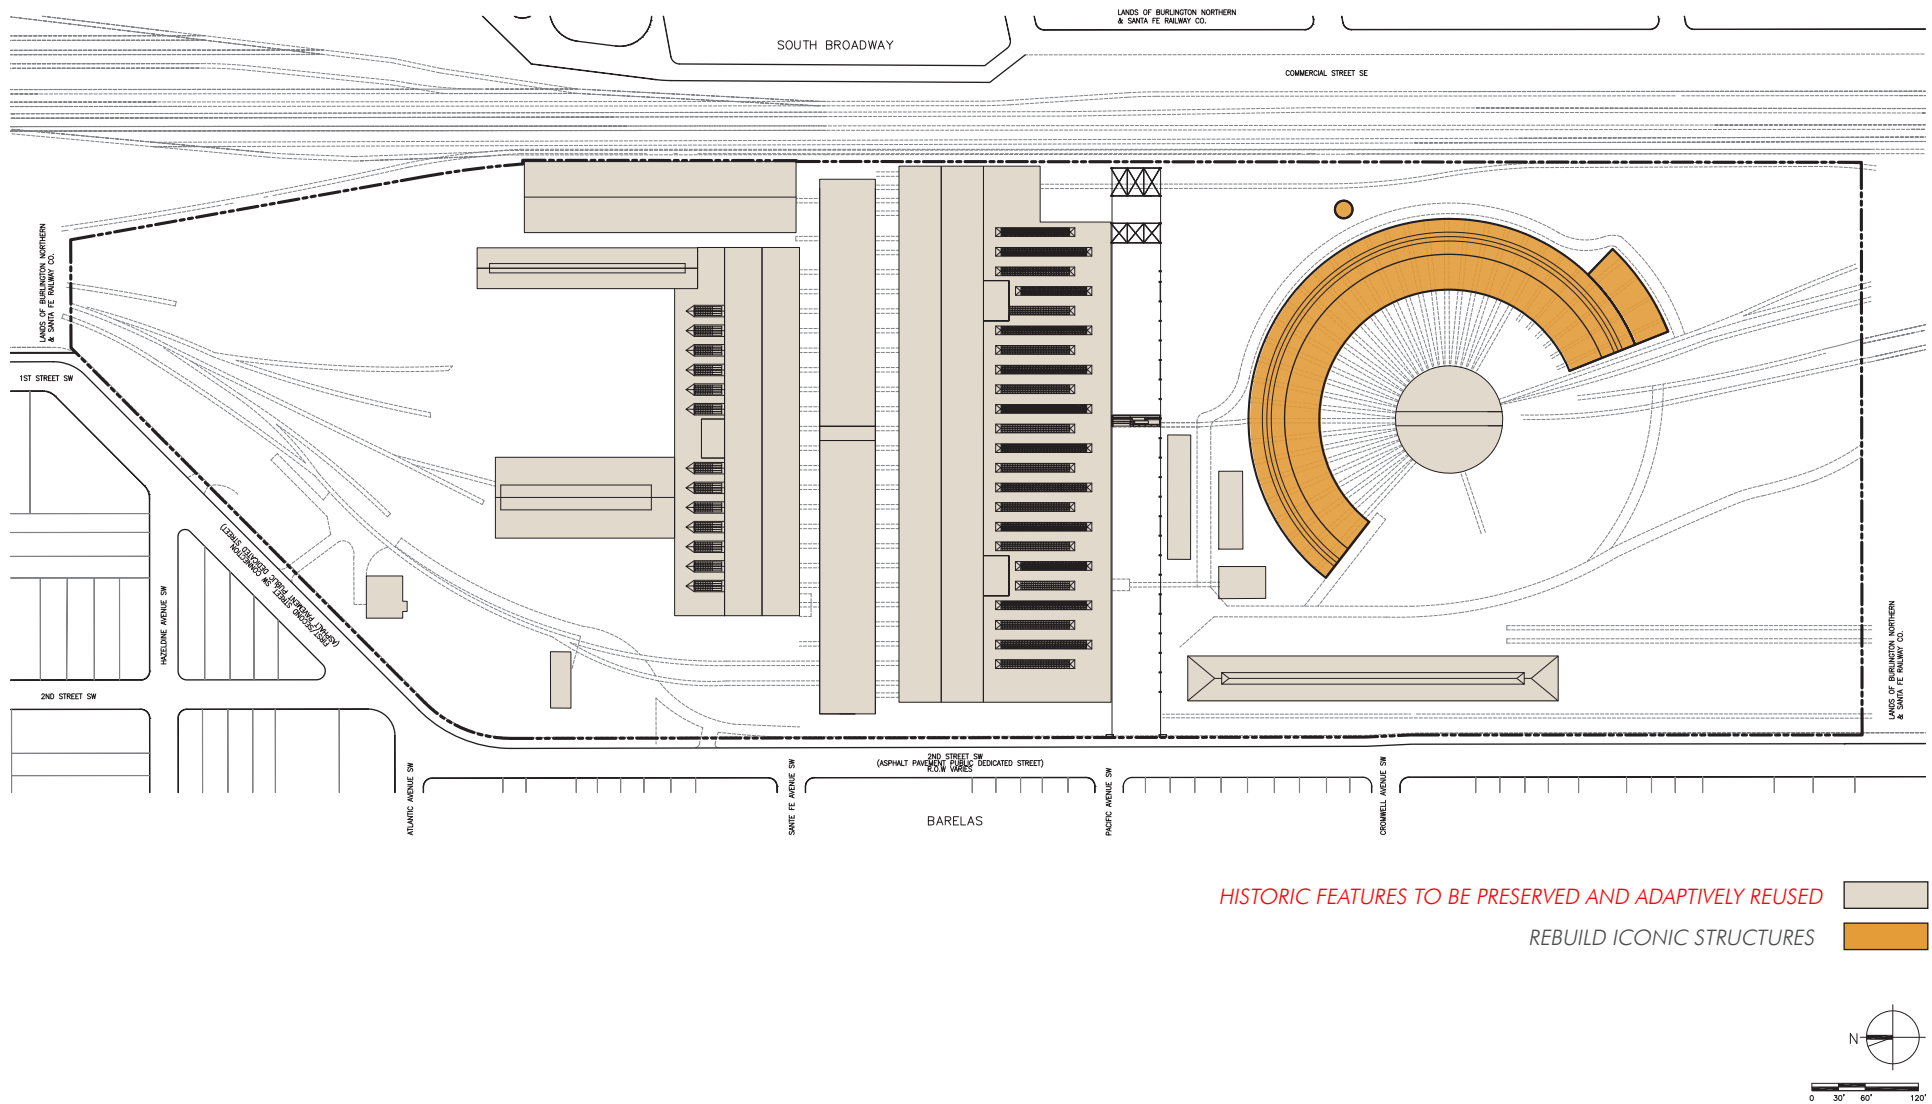 LANDS OF BURLINGTON NORTHERN
& SANTA FE RAILWAY CO.
SOUTH BROADWAY
COMMERCIAL STREET SE
LANDS OF BURLINGTON NORTHERN
& SANTA FE RAILWAY CO.
1ST STREET SW
FIRST/SECOND STREET SW CONNECTION
(ASPHALT PAVEMENT PUBLIC DEDICATED STREET)
HAZELDINE AVENUE SW
2ND STREET SW
LANDS OF BURLINGTON NORTHERN
& SANTA FE RAILWAY CO.
2ND STREET SW
(ASPHALT PAVEMENT PUBLIC DEDICATED STREET)
R.O.W VARIES
ATLANTIC AVENUE SW
SANTE FE AVENUE SW
PACIFIC AVENUE SW
CROMWELL AVENUE SW
BARELAS
HISTORIC FEATURES TO BE PRESERVED AND ADAPTIVELY REUSED
REBUILD ICONIC STRUCTURES
N
0 30' 60' 120'